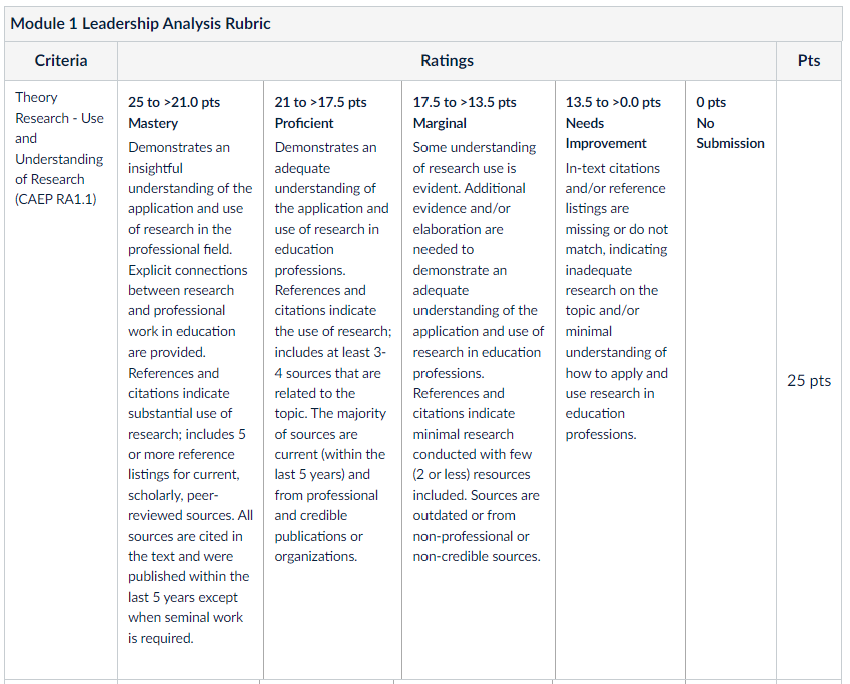 Module 1 Leadership Analysis Rubric
Criteria
Ratings
Pts
Theory
Research - Use
and
Understanding
of Research
(CAEP RA1.1)
25 to >21.0 pts
Mastery
Demonstrates an
insightful
understanding of the
application and use
of research in the
professional field.
Explicit connections
between research
and professional
work in education
are provided.
References and
citations indicate
substantial use of
research; includes 5
or more reference
listings for current,
scholarly, peer-
reviewed sources. All
sources are cited in
the text and were
published within the
last 5 years except
when seminal work
is required.
21 to >17.5 pts
Proficient
Demonstrates an
adequate
understanding of
the application and
use of research in
education
professions.
References and
citations indicate
the use of research;
includes at least 3-
4 sources that are
related to the
topic. The majority
of sources are
current (within the
last 5 years) and
from professional
and credible
publications or
organizations.
17.5 to >13.5 pts
Marginal
Some understanding
of research use is
evident. Additional
evidence and/or
elaboration are
needed to
demonstrate an
adequate
understanding of the
application and use of
research in education
professions.
References and
citations indicate
minimal research
conducted with few
(2 or less) resources
included. Sources are
outdated or from
non-professional or
non-credible sources.
13.5 to >0.0 pts
Needs
Improvement
In-text citations
and/or reference
listings are
missing or do not
match, indicating
inadequate
research on the
topic and/or
minimal
understanding of
how to apply and
use research in
education
professions.
0 pts
No
Submission
25 pts